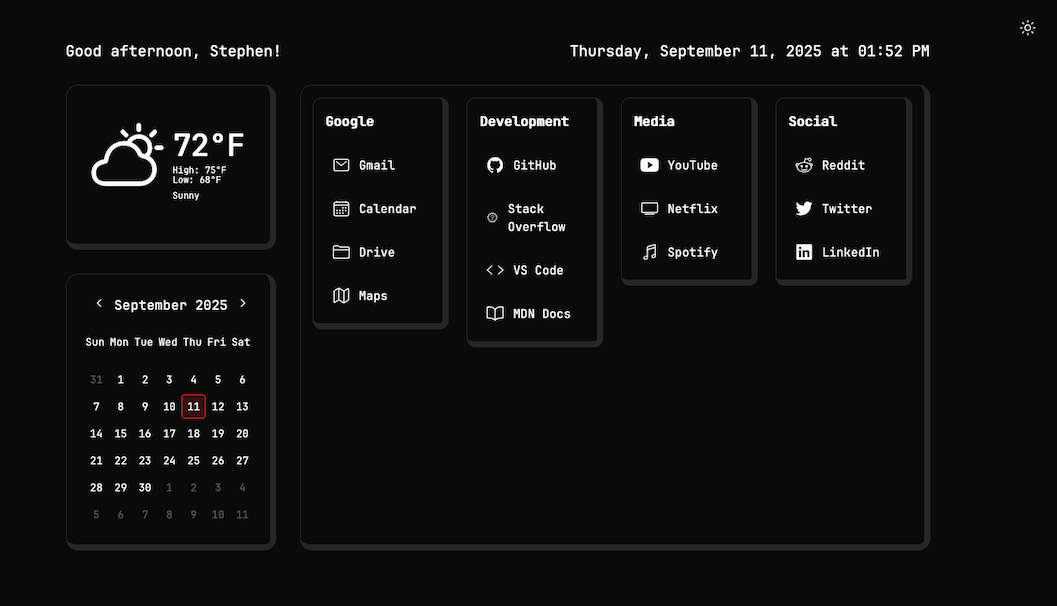 Good afternoon, Stephen!
Thursday, September 11, 2025 at 01:52 PM
72°F
High: 75°F
Low: 68°F
Sunny
September 2025
Sun Mon Tue Wed Thu Fri Sat
31 1 2 3 4 5 6
7 8 9 10 11 12 13
14 15 16 17 18 19 20
21 22 23 24 25 26 27
28 29 30 1 2 3 4
5 6 7 8 9 10 11
Google
Gmail
Calendar
Drive
Maps
Development
GitHub
Stack
Overflow
VS Code
MDN Docs
Media
YouTube
Netflix
Spotify
Social
Reddit
Twitter
LinkedIn